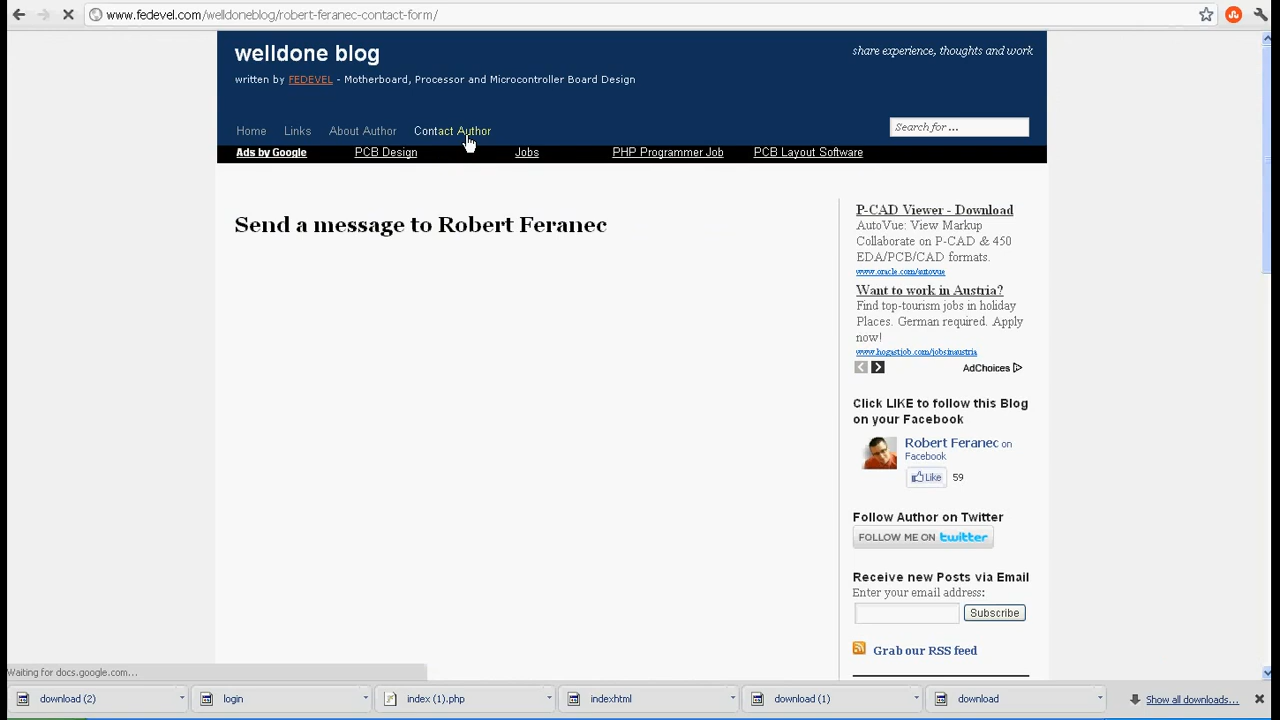 www.fedevel.com/welldoneblog/robert-feranec-contact-form/
welldone blog
share experience, thoughts and work
written by FEDEVEL - Motherboard, Processor and Microcontroller Board Design
Home Links About Author Contact Author
Search for ...
Ads by Google PCB Design Jobs PHP Programmer Job PCB Layout Software
Send a message to Robert Feranec
P-CAD Viewer - Download
AutoVue: View Markup
Collaborate on P-CAD & 450
EDA/PCB/CAD formats.
www.oracle.com/autovue
Want to work in Austria?
Find top-tourism jobs in holiday
Places. German required. Apply
now!
www.hogastjob.com/jobsinaustria
AdChoices
Click LIKE to follow this Blog
on your Facebook
Robert Feranec on
Facebook
Like 59
Follow Author on Twitter
FOLLOW ME ON twitter
Receive new Posts via Email
Enter your email address:
Subscribe
Grab our RSS feed
Waiting for docs.google.com...
download (2) login index (1).php indexhtml download (1) download Show all downloads...